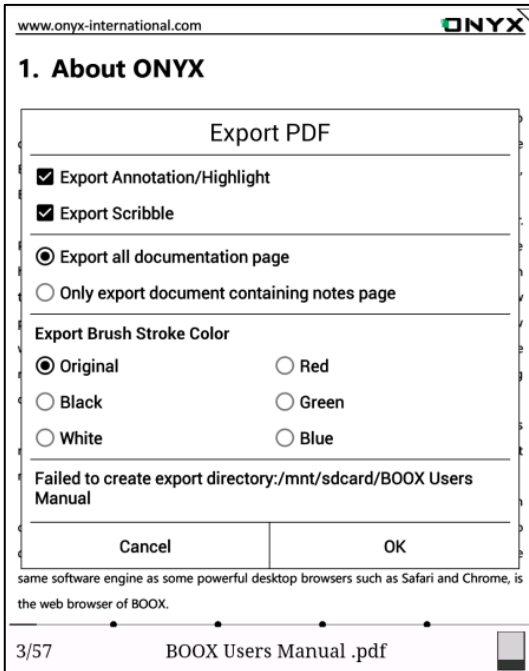 www.onyx-international.com
ONYX
1. About ONYX
Export PDF
Export Annotation/Highlight
Export Scribble
Export all documentation page
Only export document containing notes page
Export Brush Stroke Color
Original
Red
Black
Green
White
Blue
Failed to create export directory:/mnt/sdcard/BOOX Users
Manual
Cancel
OK
same software engine as some powerful desktop browsers such as Safari and Chrome, is
the web browser of BOOX.
3/57
BOOX Users Manual .pdf